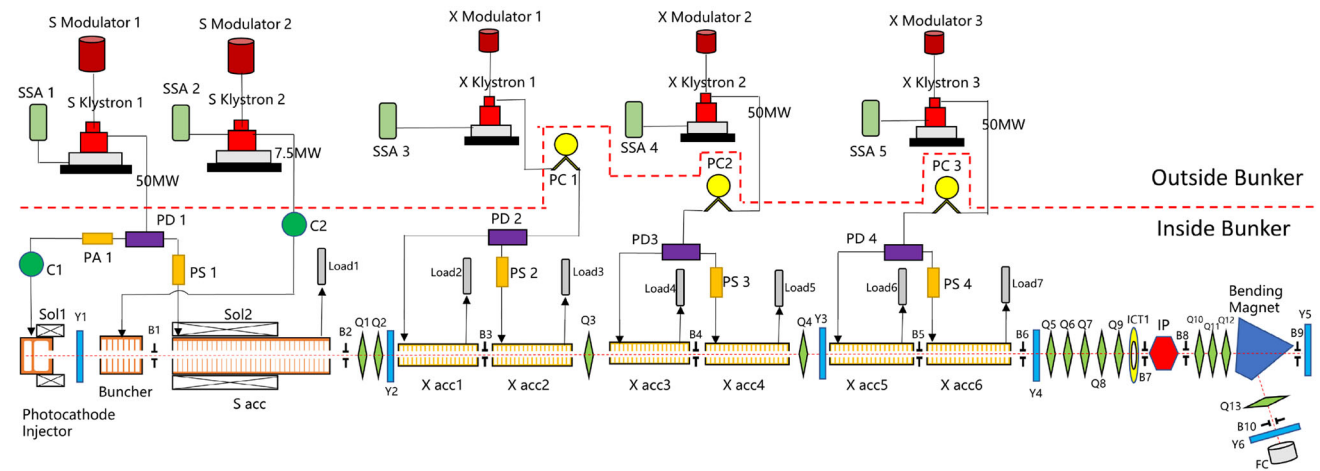 S Modulator 1
S Modulator 2
X Modulator 1
X Modulator 2
X Modulator 3
SSA 1
S Klystron 1
SSA 2
S Klystron 2
X Klystron 1
X Klystron 2
X Klystron 3
50MW
7.5MW
SSA 3
SSA 4
50MW
SSA 5
50MW
PC 1
PC2
PC 3
Outside Bunker
Inside Bunker
PD 1
C2
PD 2
PD3
PD 4
PA 1
C1
PS 1
Load1
Load2
PS 2
Load3
Load4
PS 3
Load5
Load6
PS 4
Load7
Bending
Magnet
Sol1
Y1
B1
Sol2
B2
Q1
Q2
Y2
B3
Q3
B4
Q4
Y3
B5
B6
Q5
Q6
Q7
Q8
Q9
ICT1
B7
IP
B8
Q10
Q11
Q12
B9
Y5
Y4
Buncher
S acc
X acc1
X acc2
X acc3
X acc4
X acc5
X acc6
Photocathode
Injector
Q13
B10
Y6
FC